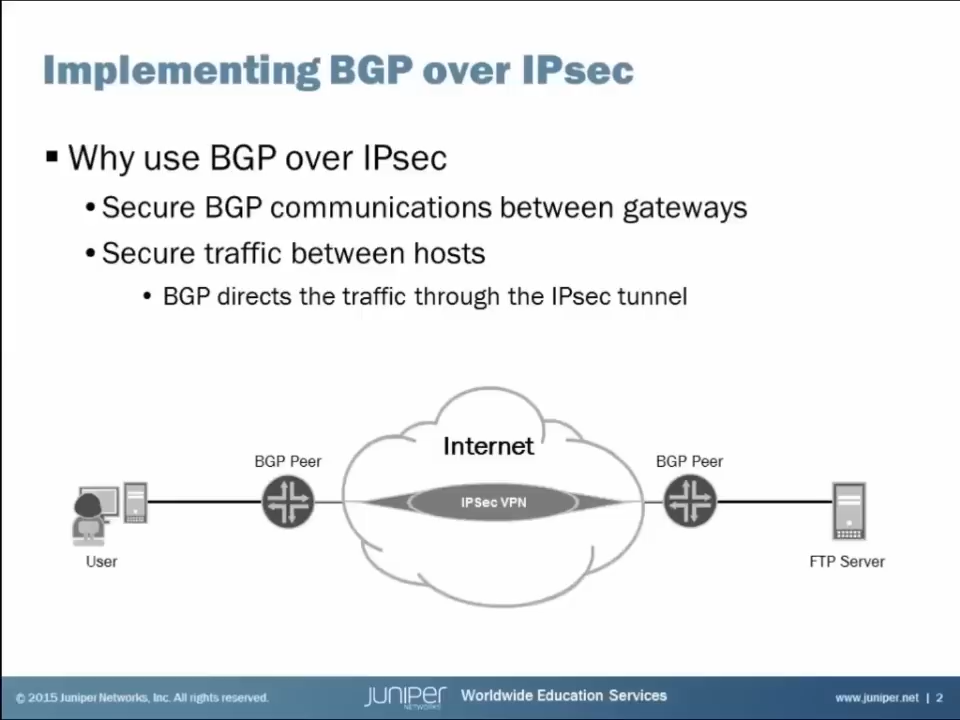 Implementing BGP over IPsec
▪ Why use BGP over IPsec
• Secure BGP communications between gateways
• Secure traffic between hosts
• BGP directs the traffic through the IPsec tunnel
Internet
BGP Peer
BGP Peer
IPSec VPN
User
FTP Server
© 2015 Juniper Networks, Inc. All rights reserved.
JUNIPER
NETWORKS
Worldwide Education Services
www.juniper.net | 2